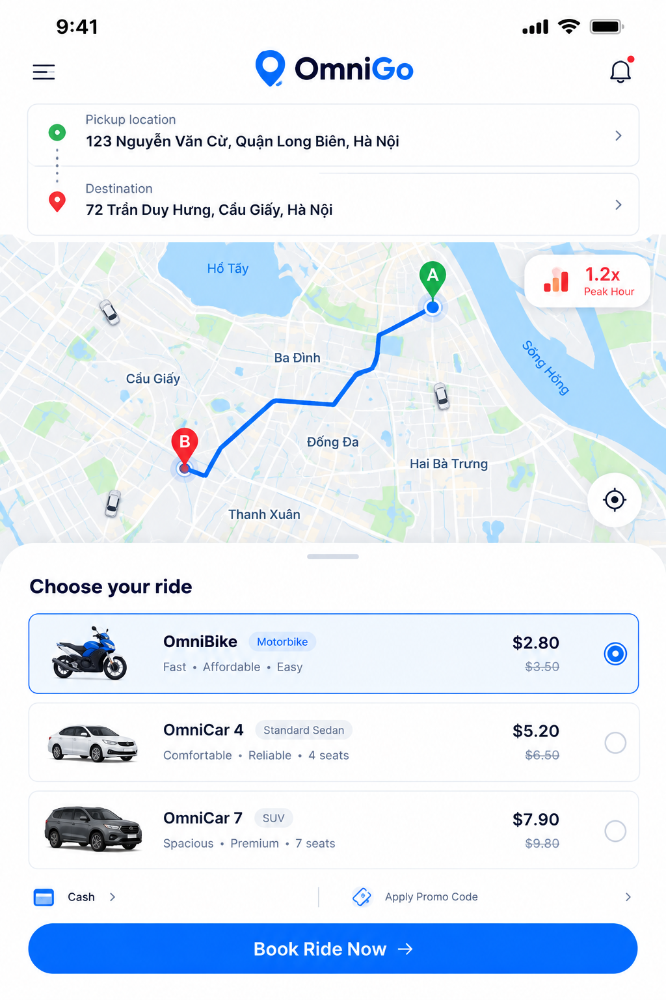 9:41
OmniGo
Pickup location
123 Nguyễn Văn Cừ, Quận Long Biên, Hà Nội
Destination
72 Trần Duy Hưng, Cầu Giấy, Hà Nội
Hồ Tây
A
1.2x
Peak Hour
Ba Đình
Sông Hồng
Cầu Giấy
B
Đống Đa
Hai Bà Trưng
Thanh Xuân
Choose your ride
OmniBike Motorbike $2.80
Fast • Affordable • Easy $3.50
OmniCar 4 Standard Sedan $5.20
Comfortable • Reliable • 4 seats $6.50
OmniCar 7 SUV $7.90
Spacious • Premium • 7 seats $9.80
Cash Apply Promo Code
Book Ride Now →